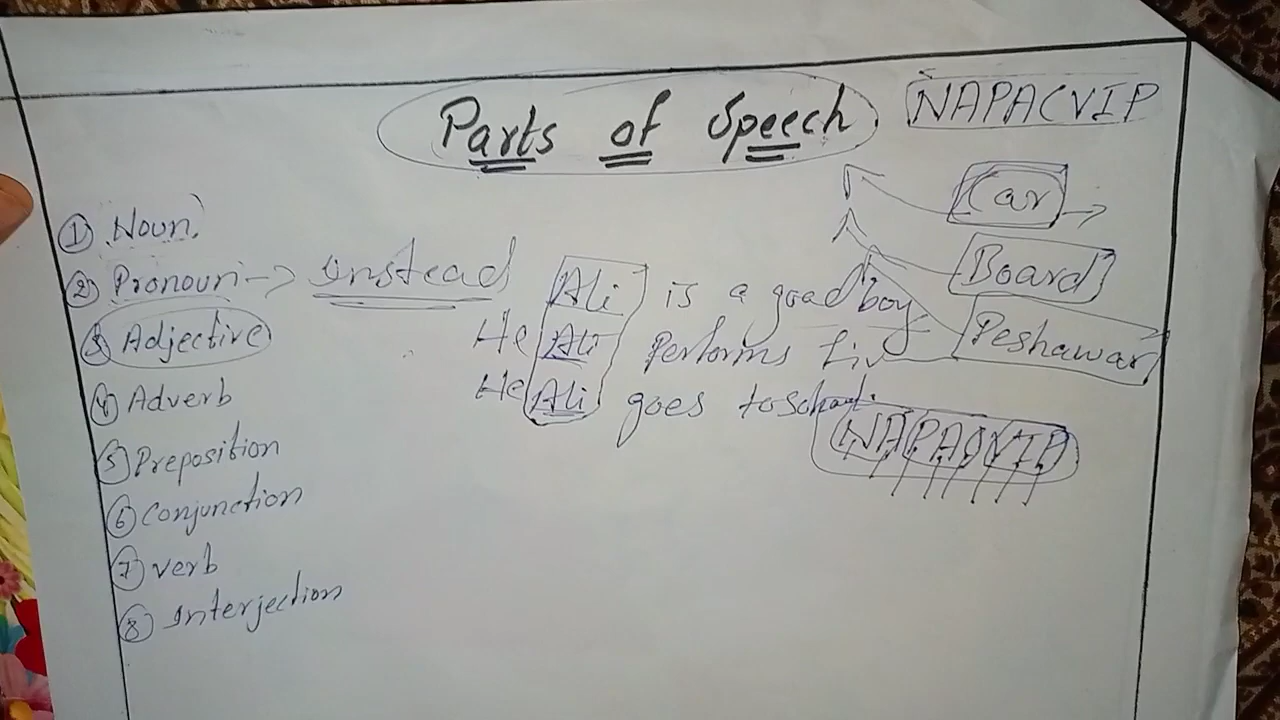 Parts of Speech
NAPACVIP
Car
Board
Peshawar
① Noun.
② Pronoun -> instead
③ Adjective
④ Adverb
⑤ Preposition
⑥ Conjunction
⑦ verb
⑧ Interjection
Ali is a good boy
He Ali Performs
He Ali goes to school.
NAPACVIP